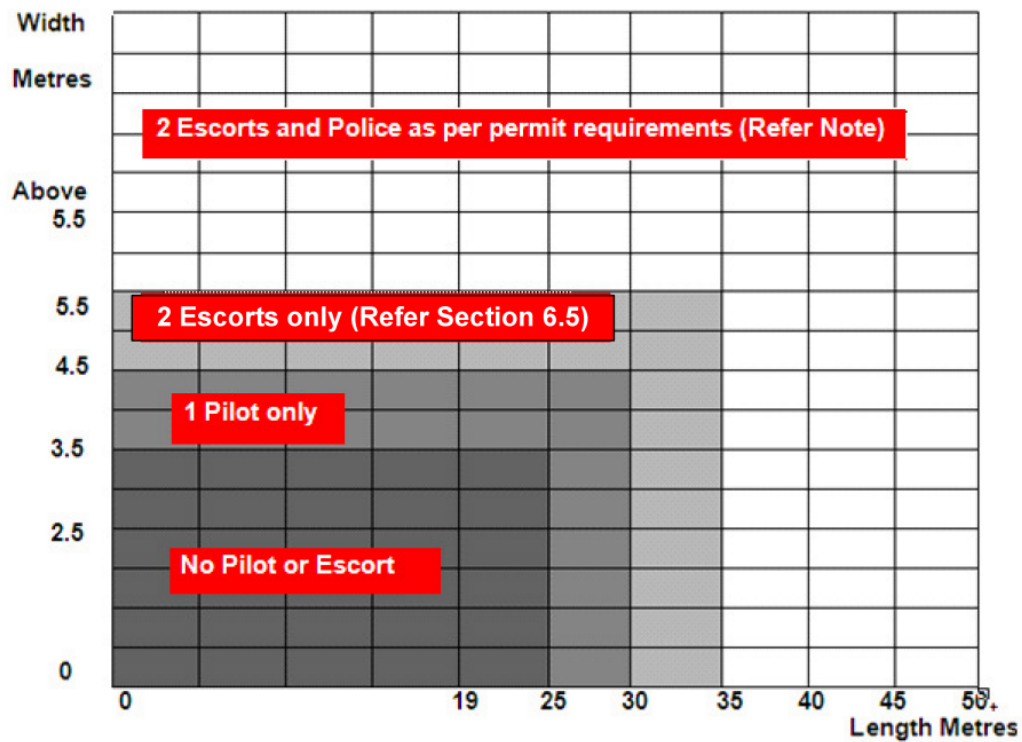 Width
Metres
2 Escorts and Police as per permit requirements (Refer Note)
Above
5.5
5.5
2 Escorts only (Refer Section 6.5)
4.5
1 Pilot only
3.5
2.5
No Pilot or Escort
0
0 19 25 30 35 40 45 50+
Length Metres